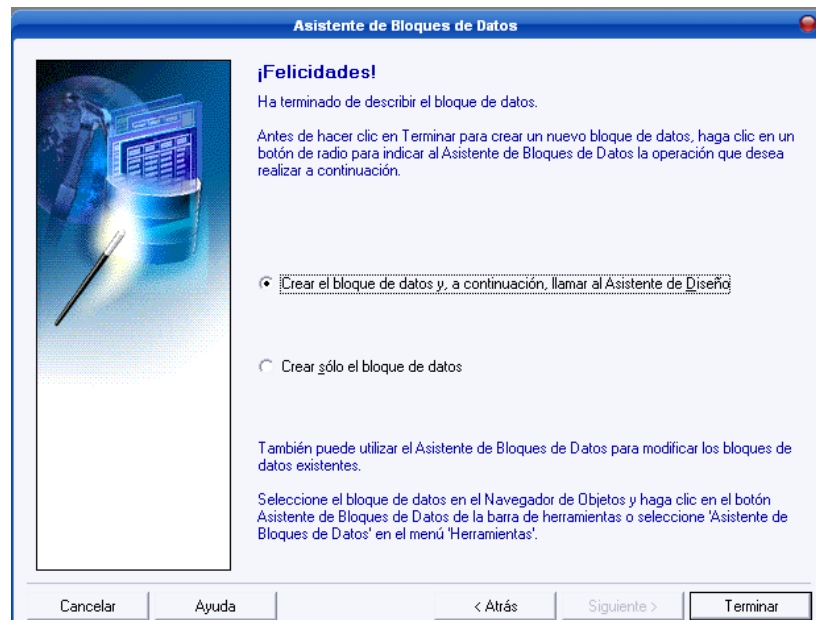 Asistente de Bloques de Datos
¡Felicidades!
Ha terminado de describir el bloque de datos.
Antes de hacer clic en Terminar para crear un nuevo bloque de datos, haga clic en un
botón de radio para indicar al Asistente de Bloques de Datos la operación que desea
realizar a continuación.
Crear el bloque de datos y, a continuación, llamar al Asistente de Diseño
Crear sólo el bloque de datos
También puede utilizar el Asistente de Bloques de Datos para modificar los bloques de
datos existentes.
Seleccione el bloque de datos en el Navegador de Objetos y haga clic en el botón
Asistente de Bloques de Datos de la barra de herramientas o seleccione 'Asistente de
Bloques de Datos' en el menú 'Herramientas'.
Cancelar
Ayuda
< Atrás
Siguiente >
Terminar